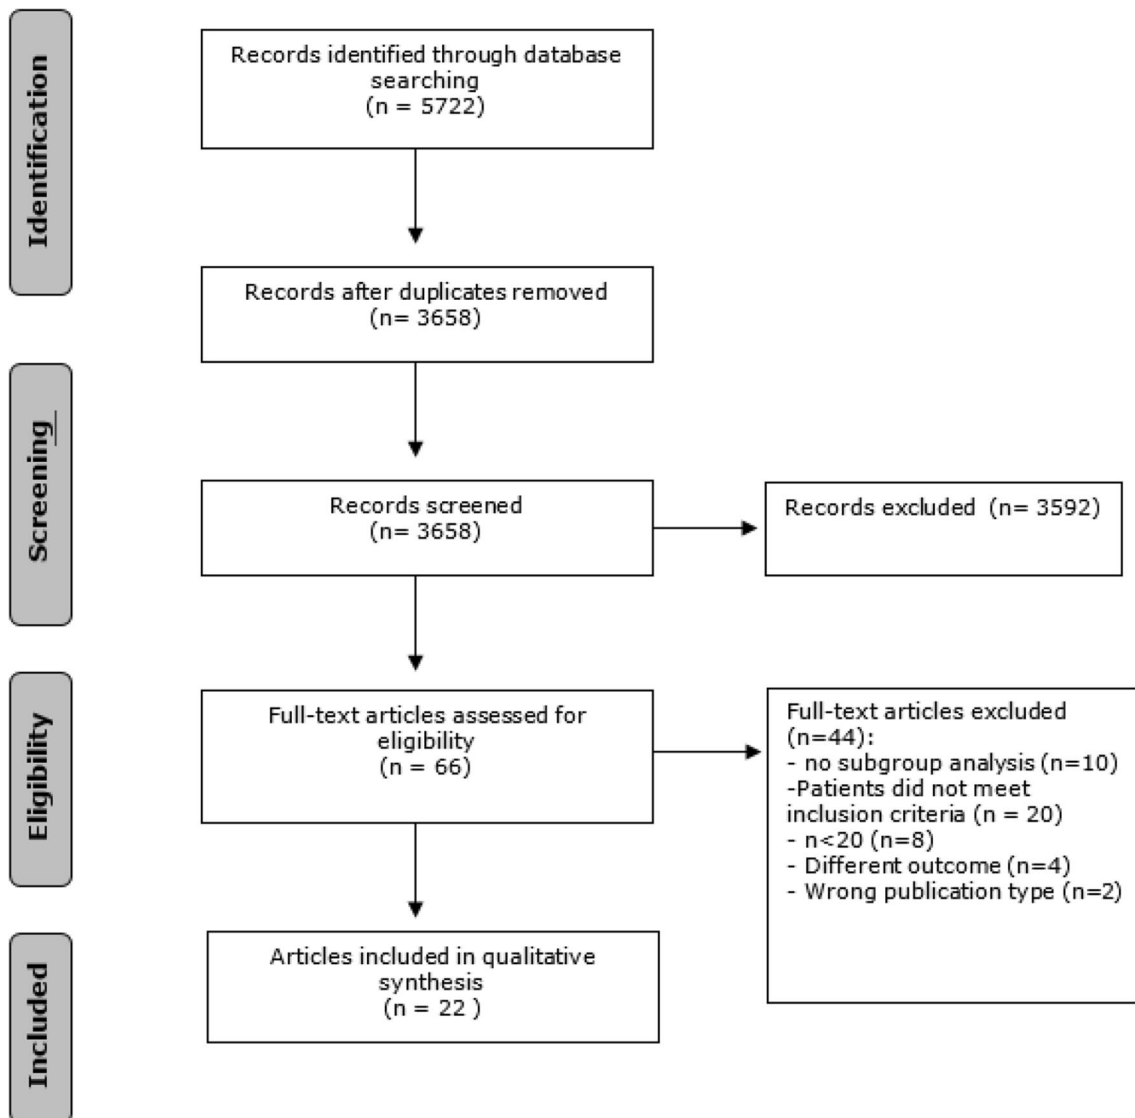 Identification
Records identified through database
searching
(n = 5722)
Records after duplicates removed
(n= 3658)
Screening
Records screened
(n= 3658)
Records excluded  (n= 3592)
Eligibility
Full-text articles assessed for
eligibility
(n = 66)
Full-text articles excluded
(n=44):
- no subgroup analysis (n=10)
-Patients did not meet
inclusion criteria (n = 20)
- n<20 (n=8)
- Different outcome (n=4)
- Wrong publication type (n=2)
Included
Articles included in qualitative
synthesis
(n = 22 )